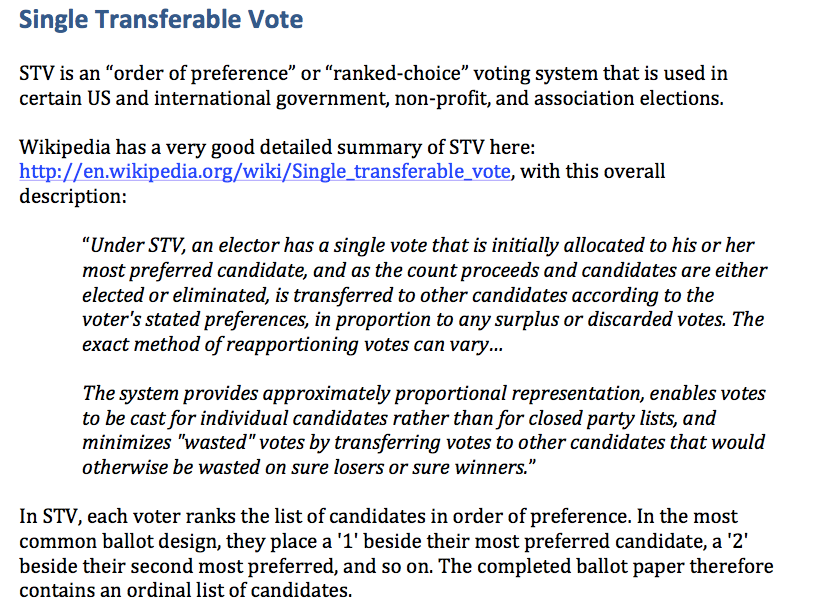 Single Transferable Vote
STV is an “order of preference” or “ranked-choice” voting system that is used in
certain US and international government, non-profit, and association elections.
Wikipedia has a very good detailed summary of STV here:
http://en.wikipedia.org/wiki/Single_transferable_vote, with this overall
description:
“Under STV, an elector has a single vote that is initially allocated to his or her
most preferred candidate, and as the count proceeds and candidates are either
elected or eliminated, is transferred to other candidates according to the
voter's stated preferences, in proportion to any surplus or discarded votes. The
exact method of reapportioning votes can vary...
The system provides approximately proportional representation, enables votes
to be cast for individual candidates rather than for closed party lists, and
minimizes "wasted" votes by transferring votes to other candidates that would
otherwise be wasted on sure losers or sure winners.”
In STV, each voter ranks the list of candidates in order of preference. In the most
common ballot design, they place a '1' beside their most preferred candidate, a '2'
beside their second most preferred, and so on. The completed ballot paper therefore
contains an ordinal list of candidates.